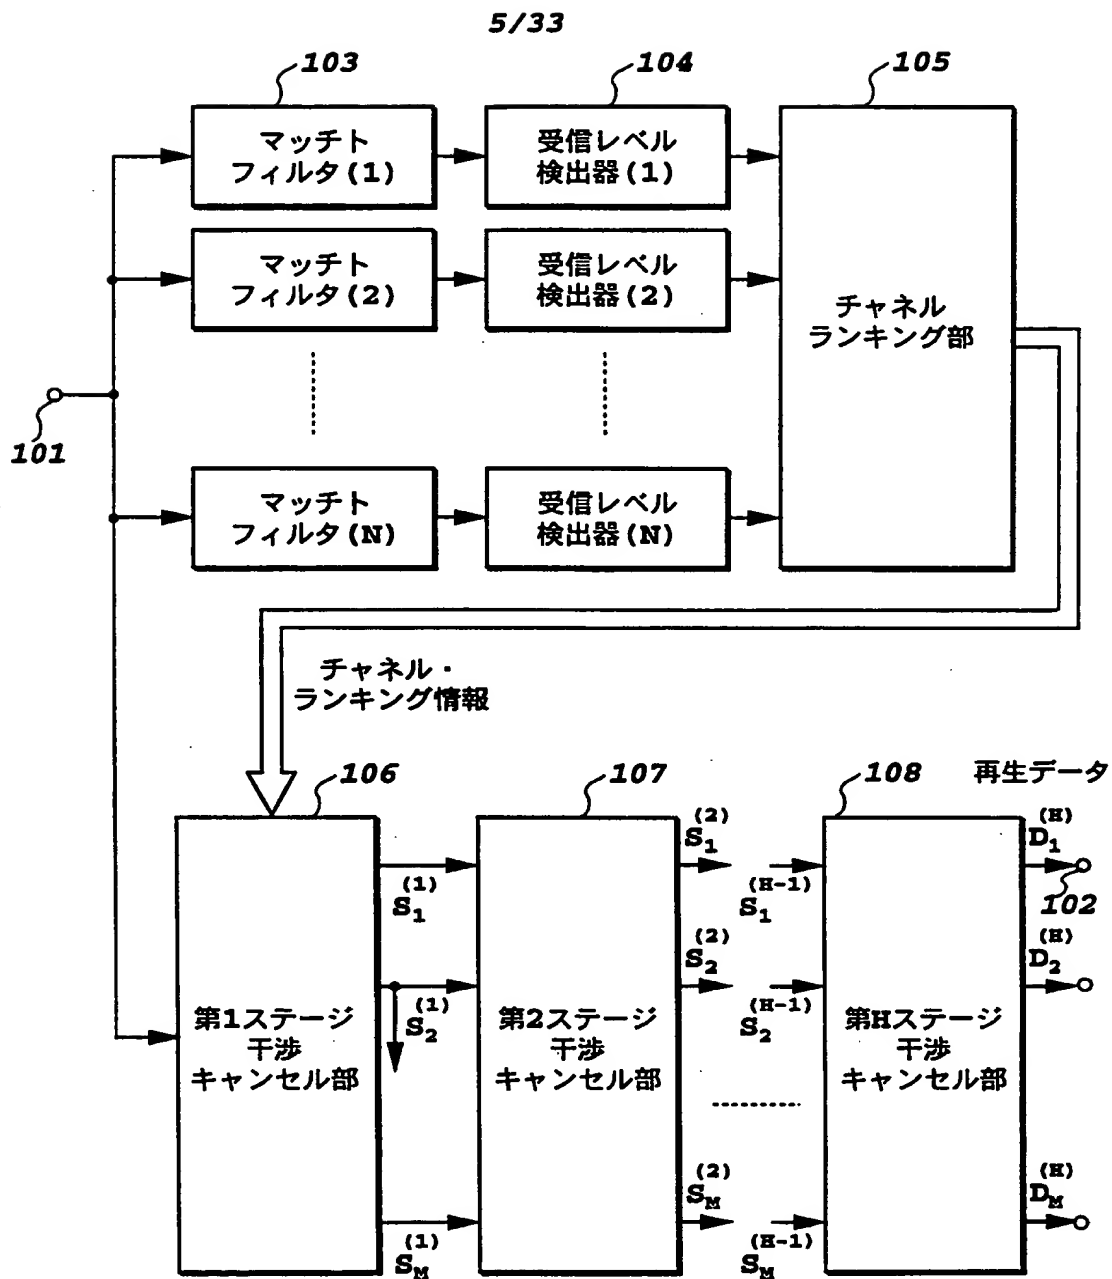 5/33
103
104
105
マッチト
フィルタ(1)
受信レベル
検出器(1)
マッチト
フィルタ(2)
受信レベル
検出器(2)
チャネル
ランキング部
101
マッチト
フィルタ(N)
受信レベル
検出器(N)
チャネル・
ランキング情報
106
107
108
再生データ
S₁⁽²⁾
D₁⁽ᴴ⁾
S₁⁽¹⁾
S₁⁽ᴴ⁻¹⁾
102
S₂⁽²⁾
D₂⁽ᴴ⁾
S₂⁽¹⁾
S₂⁽ᴴ⁻¹⁾
第1ステージ
干渉
キャンセル部
第2ステージ
干渉
キャンセル部
第Hステージ
干渉
キャンセル部
S_M⁽²⁾
D_M⁽ᴴ⁾
S_M⁽¹⁾
S_M⁽ᴴ⁻¹⁾